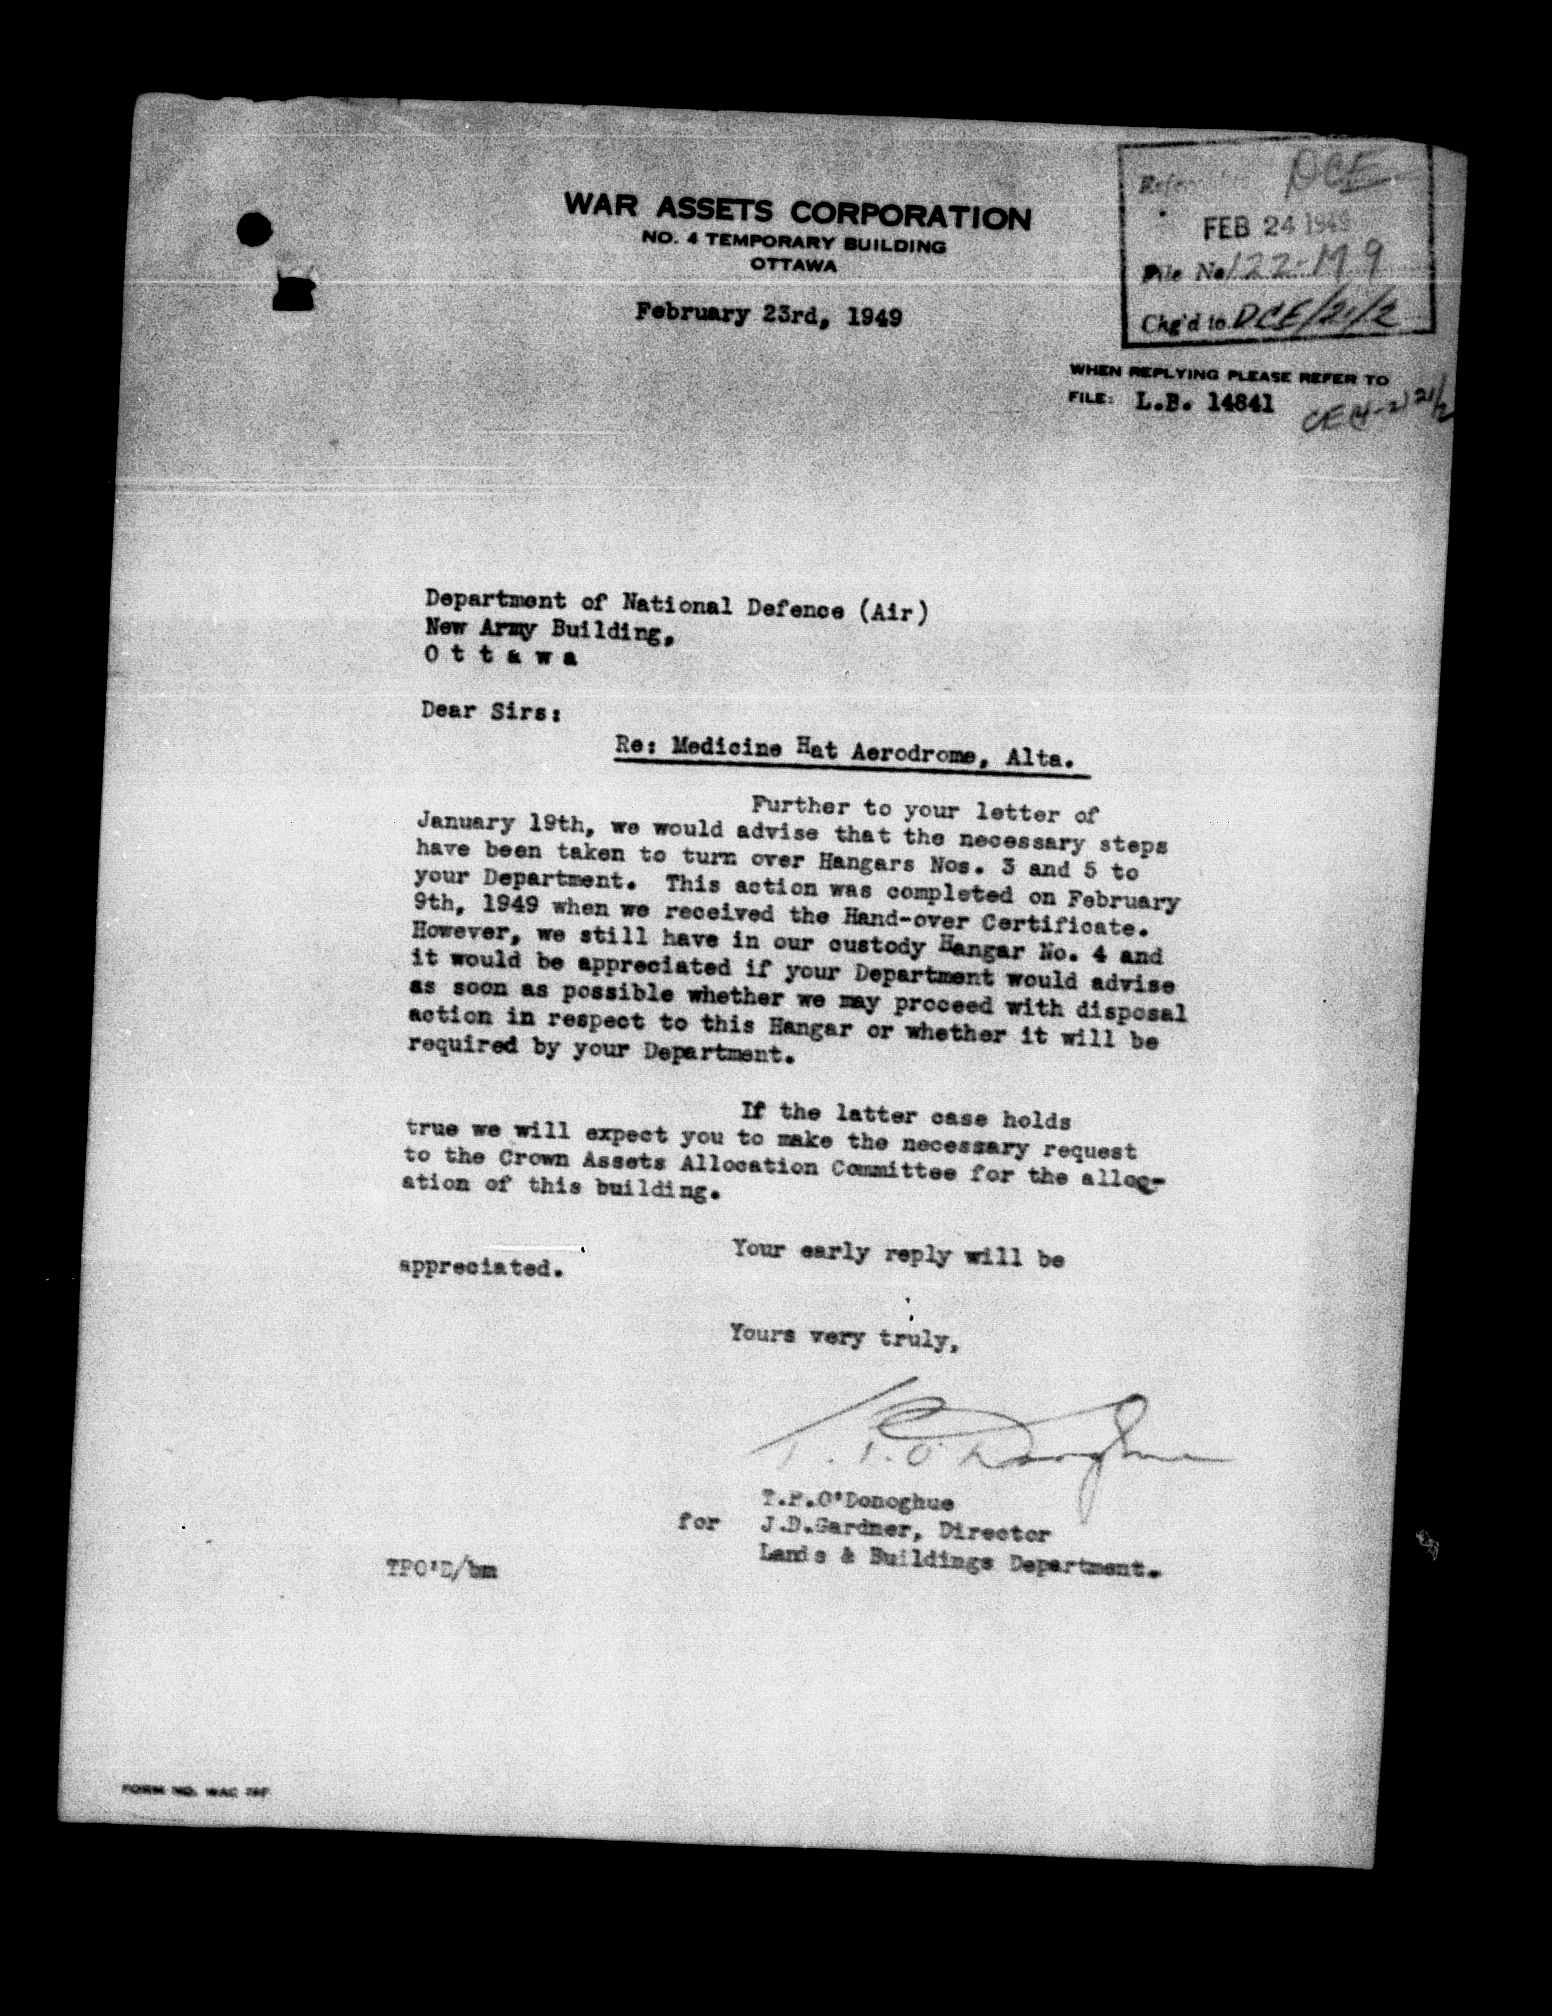 WAR ASSETS CORPORATION
NO. 4 TEMPORARY BUILDING
OTTAWA
February 23rd, 1949
DCE
FEB 24 1949
File No. 122-M9
Chg'd to DCE/21/2
WHEN REPLYING PLEASE REFER TO
FILE: L.B. 14841
Department of National Defence (Air)
New Army Building,
O t t a w a
Dear Sirs:
Re: Medicine Hat Aerodrome, Alta.
Further to your letter of
January 19th, we would advise that the necessary steps
have been taken to turn over Hangars Nos. 3 and 5 to
your Department. This action was completed on February
9th, 1949 when we received the Hand-over Certificate.
However, we still have in our custody Hangar No. 4 and
it would be appreciated if your Department would advise
as soon as possible whether we may proceed with disposal
action in respect to this Hangar or whether it will be
required by your Department.
If the latter case holds
true we will expect you to make the necessary request
to the Crown Assets Allocation Committee for the alloc-
ation of this building.
Your early reply will be
appreciated.
Yours very truly,
T.P. O'Donoghue
T.P.O'Donoghue
for J.D.Gardner, Director
Lands & Buildings Department.
TPO'D/bm
FORM NO. WAC